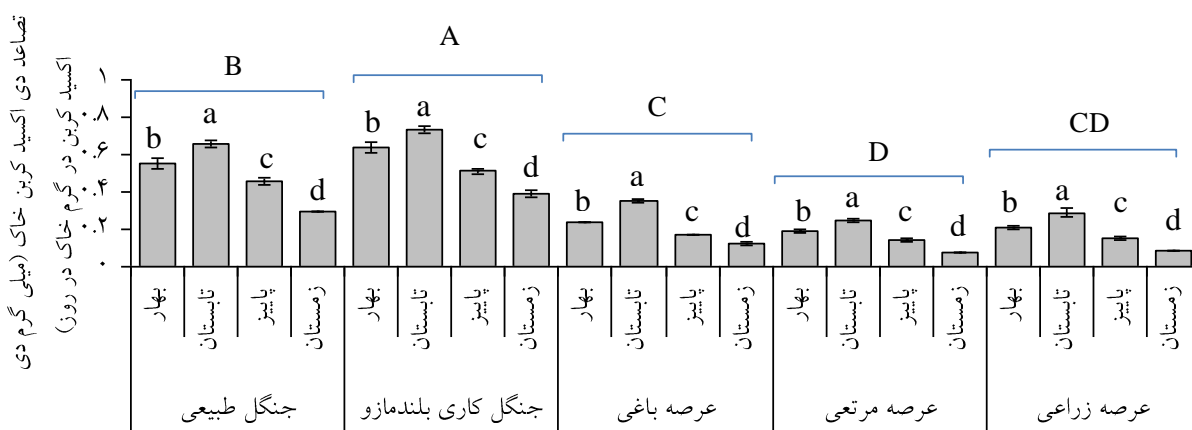 تصاعد دی اکسید کربن خاک (میلی گرم دی
اکسید کربن در گرم خاک در روز)
۱
۰.۸
۰.۶
۰.۴
۰.۲
۰
B
A
C
D
CD
b a c d
b a c d
b a c d
b a c d
b a c d
بهار تابستان پاییز زمستان
بهار تابستان پاییز زمستان
بهار تابستان پاییز زمستان
بهار تابستان پاییز زمستان
بهار تابستان پاییز زمستان
جنگل طبیعی
جنگل کاری بلندمازو
عرصه باغی
عرصه مرتعی
عرصه زراعی